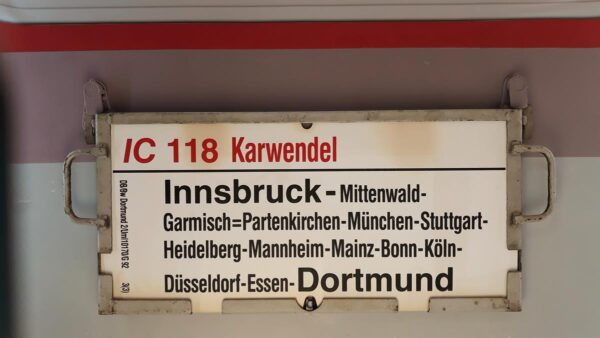 IC 118 Karwendel
Innsbruck-Mittenwald-
Garmisch=Partenkirchen-München-Stuttgart-
Heidelberg-Mannheim-Mainz-Bonn-Köln-
Düsseldorf-Essen-Dortmund